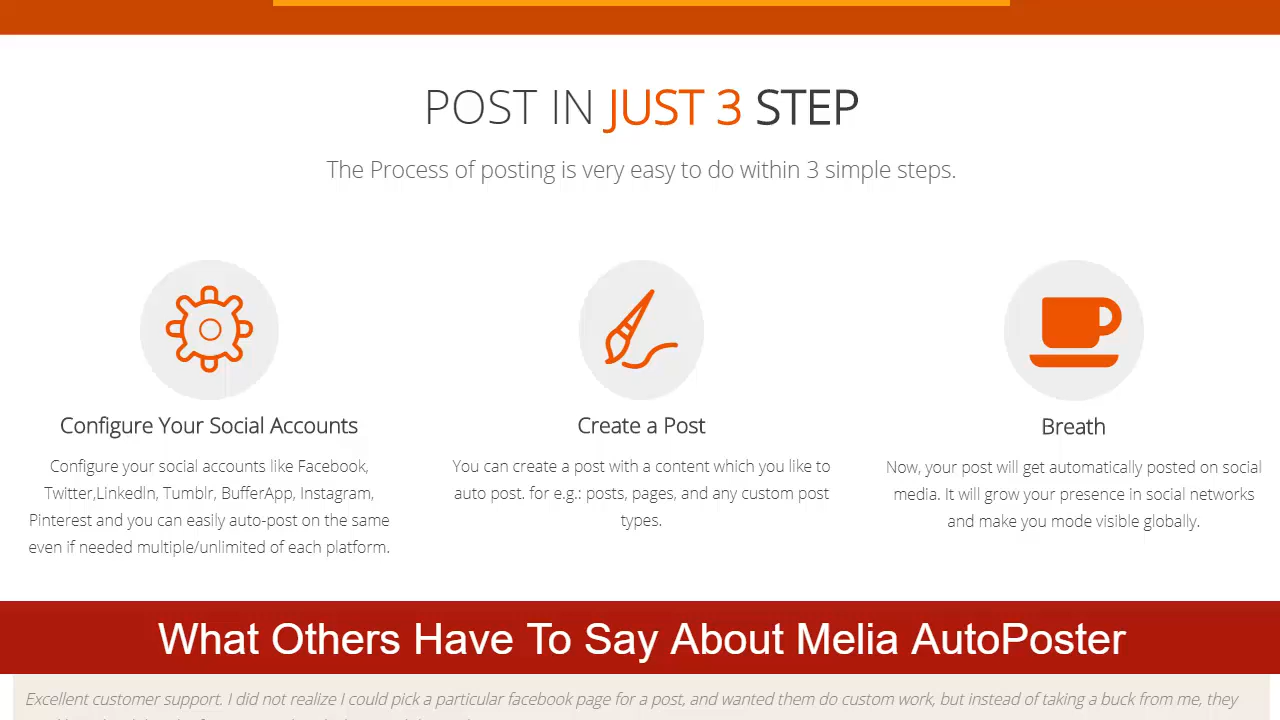 POST IN JUST 3 STEP
The Process of posting is very easy to do within 3 simple steps.
Configure Your Social Accounts
Configure your social accounts like Facebook,
Twitter,LinkedIn, Tumblr, BufferApp, Instagram,
Pinterest and you can easily auto-post on the same
even if needed multiple/unlimited of each platform.
Create a Post
You can create a post with a content which you like to
auto post. for e.g.: posts, pages, and any custom post
types.
Breath
Now, your post will get automatically posted on social
media. It will grow your presence in social networks
and make you mode visible globally.
What Others Have To Say About Melia AutoPoster
Excellent customer support. I did not realize I could pick a particular facebook page for a post, and wanted them do custom work, but instead of taking a buck from me, they